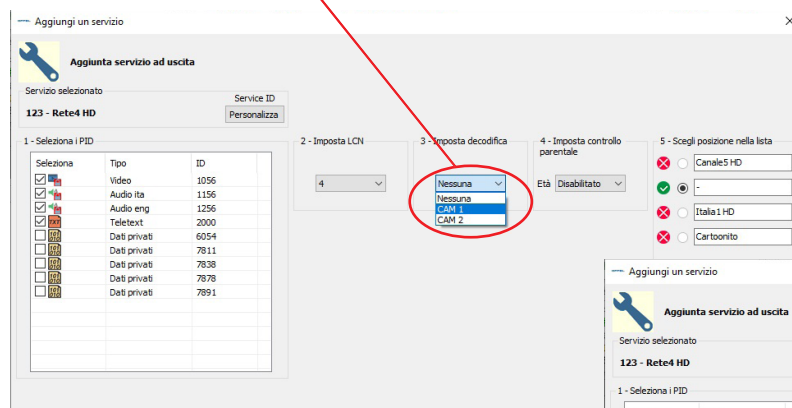 Aggiungi un servizio
Aggiunta servizio ad uscita
Servizio selezionato
123 - Rete4 HD
Service ID
Personalizza
1 - Seleziona i PID
Seleziona Tipo ID
Video 1056
Audio ita 1156
Audio eng 1256
TXT Teletext 2000
Dati privati 6054
Dati privati 7811
Dati privati 7838
Dati privati 7878
Dati privati 7891
2 - Imposta LCN
4
3 - Imposta decodifica
Nessuna
Nessuna
CAM 1
CAM 2
4 - Imposta controllo
parentale
Età Disabilitato
5 - Scegli posizione nella lista
Canale5 HD
-
Italia1 HD
Cartoonito
Aggiungi un servizio
Aggiunta servizio ad uscita
Servizio selezionato
123 - Rete4 HD
1 - Seleziona i PID